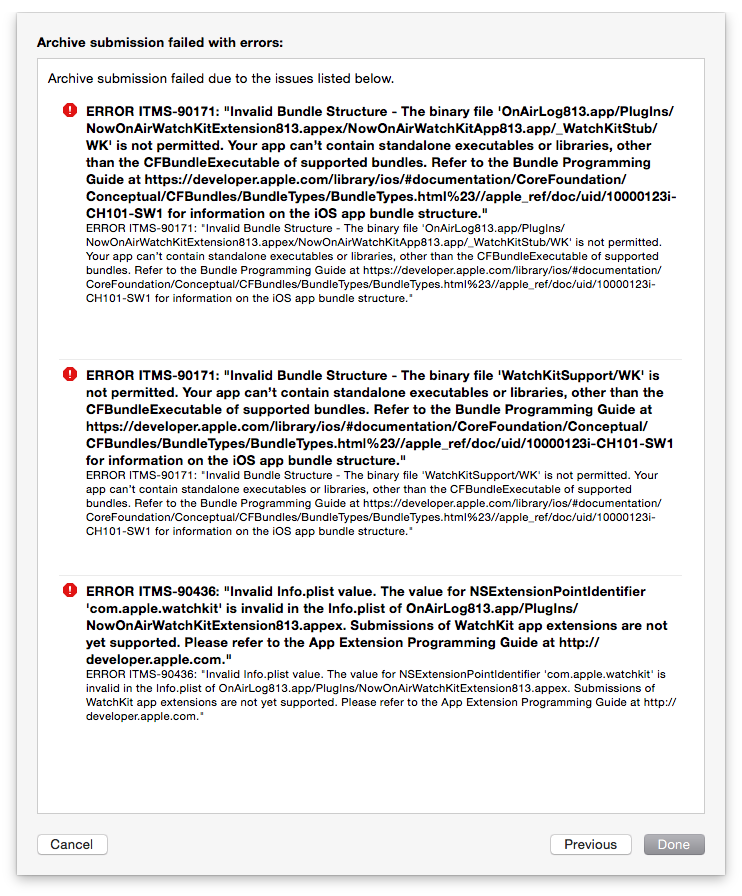 Archive submission failed with errors:
Archive submission failed due to the issues listed below.
ERROR ITMS-90171: "Invalid Bundle Structure - The binary file 'OnAirLog813.app/PlugIns/
NowOnAirWatchKitExtension813.appex/NowOnAirWatchKitApp813.app/_WatchKitStub/
WK' is not permitted. Your app can’t contain standalone executables or libraries, other
than the CFBundleExecutable of supported bundles. Refer to the Bundle Programming
Guide at https://developer.apple.com/library/ios/#documentation/CoreFoundation/
Conceptual/CFBundles/BundleTypes/BundleTypes.html%23//apple_ref/doc/uid/10000123i-
CH101-SW1 for information on the iOS app bundle structure."
ERROR ITMS-90171: "Invalid Bundle Structure - The binary file 'OnAirLog813.app/PlugIns/
NowOnAirWatchKitExtension813.appex/NowOnAirWatchKitApp813.app/_WatchKitStub/WK' is not permitted.
Your app can’t contain standalone executables or libraries, other than the CFBundleExecutable of supported
bundles. Refer to the Bundle Programming Guide at https://developer.apple.com/library/ios/#documentation/
CoreFoundation/Conceptual/CFBundles/BundleTypes/BundleTypes.html%23//apple_ref/doc/uid/10000123i-
CH101-SW1 for information on the iOS app bundle structure."
ERROR ITMS-90171: "Invalid Bundle Structure - The binary file 'WatchKitSupport/WK' is
not permitted. Your app can’t contain standalone executables or libraries, other than the
CFBundleExecutable of supported bundles. Refer to the Bundle Programming Guide at
https://developer.apple.com/library/ios/#documentation/CoreFoundation/Conceptual/
CFBundles/BundleTypes/BundleTypes.html%23//apple_ref/doc/uid/10000123i-CH101-SW1
for information on the iOS app bundle structure."
ERROR ITMS-90171: "Invalid Bundle Structure - The binary file 'WatchKitSupport/WK' is not permitted. Your
app can’t contain standalone executables or libraries, other than the CFBundleExecutable of supported
bundles. Refer to the Bundle Programming Guide at https://developer.apple.com/library/ios/#documentation/
CoreFoundation/Conceptual/CFBundles/BundleTypes/BundleTypes.html%23//apple_ref/doc/uid/10000123i-
CH101-SW1 for information on the iOS app bundle structure."
ERROR ITMS-90436: "Invalid Info.plist value. The value for NSExtensionPointIdentifier
'com.apple.watchkit' is invalid in the Info.plist of OnAirLog813.app/PlugIns/
NowOnAirWatchKitExtension813.appex. Submissions of WatchKit app extensions are not
yet supported. Please refer to the App Extension Programming Guide at http://
developer.apple.com."
ERROR ITMS-90436: "Invalid Info.plist value. The value for NSExtensionPointIdentifier 'com.apple.watchkit' is
invalid in the Info.plist of OnAirLog813.app/PlugIns/NowOnAirWatchKitExtension813.appex. Submissions of
WatchKit app extensions are not yet supported. Please refer to the App Extension Programming Guide at http://
developer.apple.com."
Cancel
Previous
Done